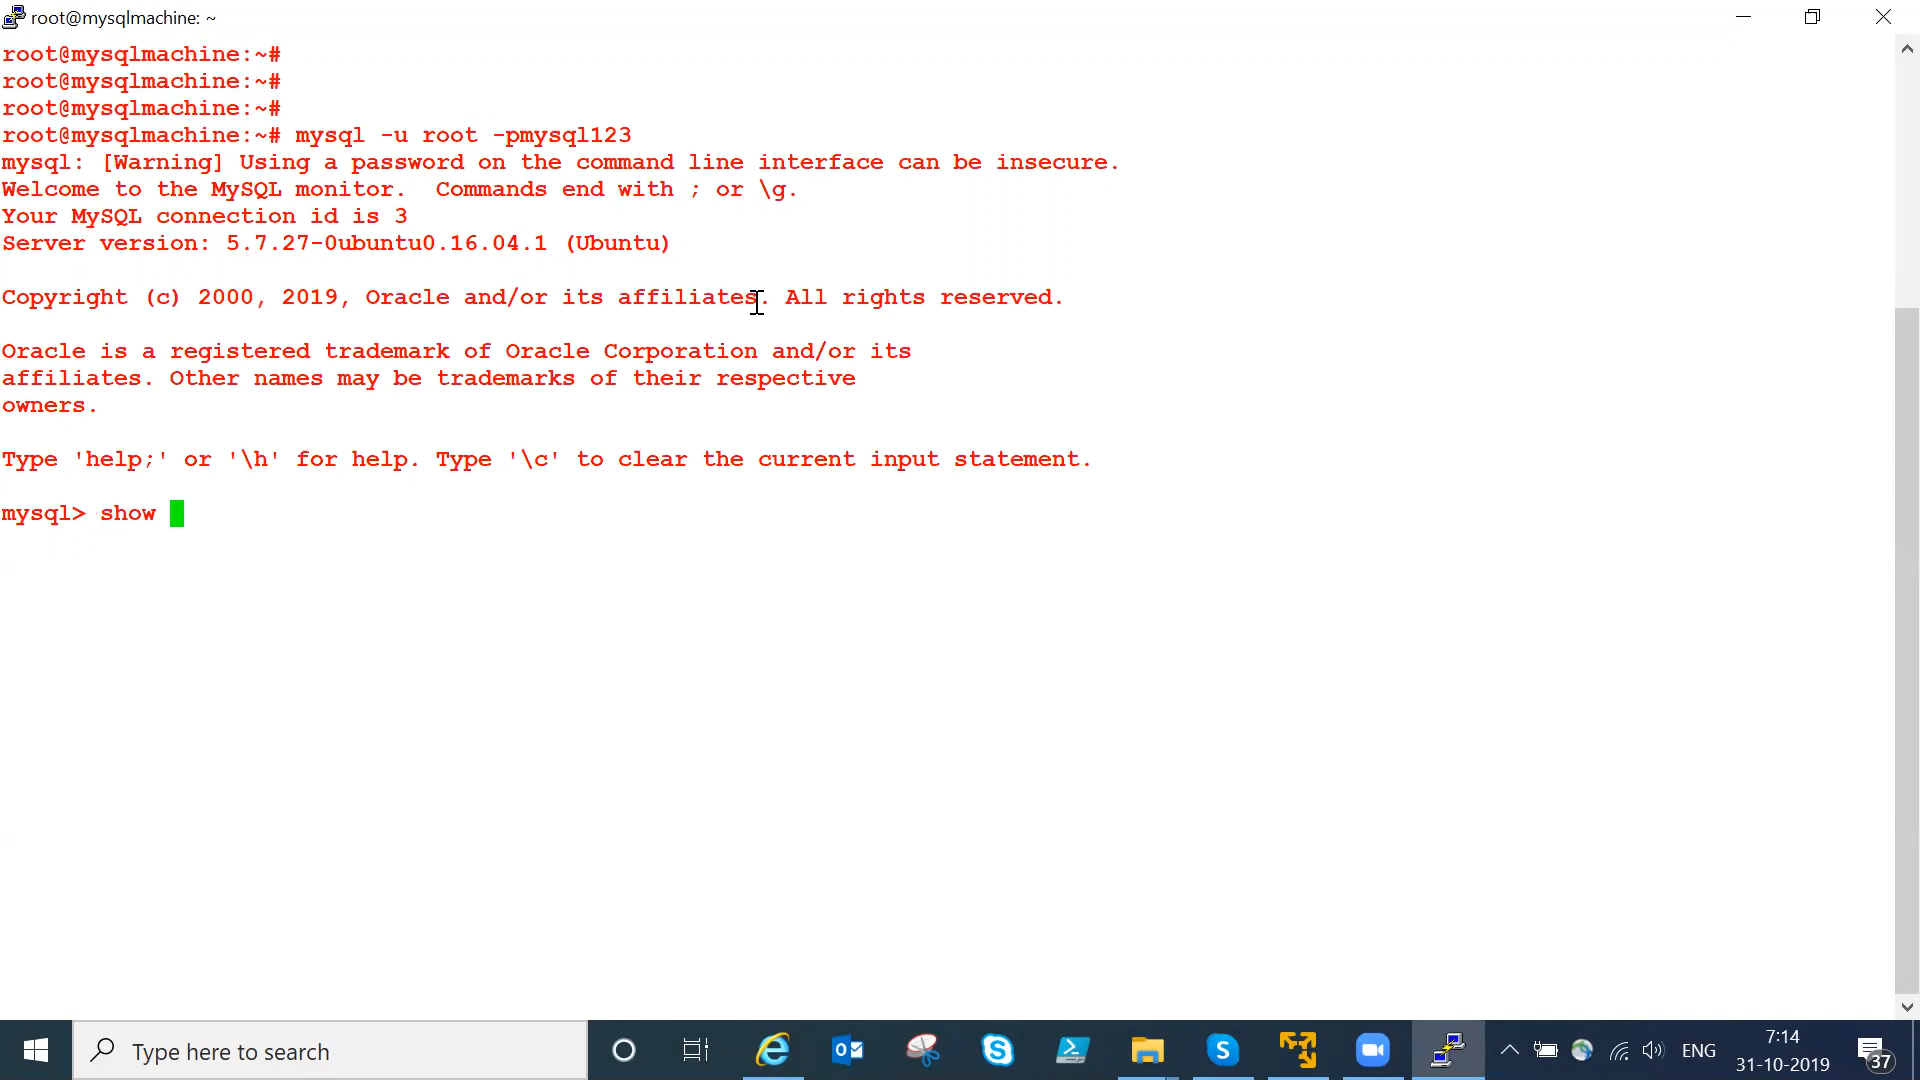 root@mysqlmachine: ~
root@mysqlmachine:~#
root@mysqlmachine:~#
root@mysqlmachine:~#
root@mysqlmachine:~# mysql -u root -pmysql123
mysql: [Warning] Using a password on the command line interface can be insecure.
Welcome to the MySQL monitor.  Commands end with ; or \g.
Your MySQL connection id is 3
Server version: 5.7.27-0ubuntu0.16.04.1 (Ubuntu)
Copyright (c) 2000, 2019, Oracle and/or its affiliates. All rights reserved.
Oracle is a registered trademark of Oracle Corporation and/or its
affiliates. Other names may be trademarks of their respective
owners.
Type 'help;' or '\h' for help. Type '\c' to clear the current input statement.
mysql> show
Type here to search
ENG
7:14
31-10-2019
37